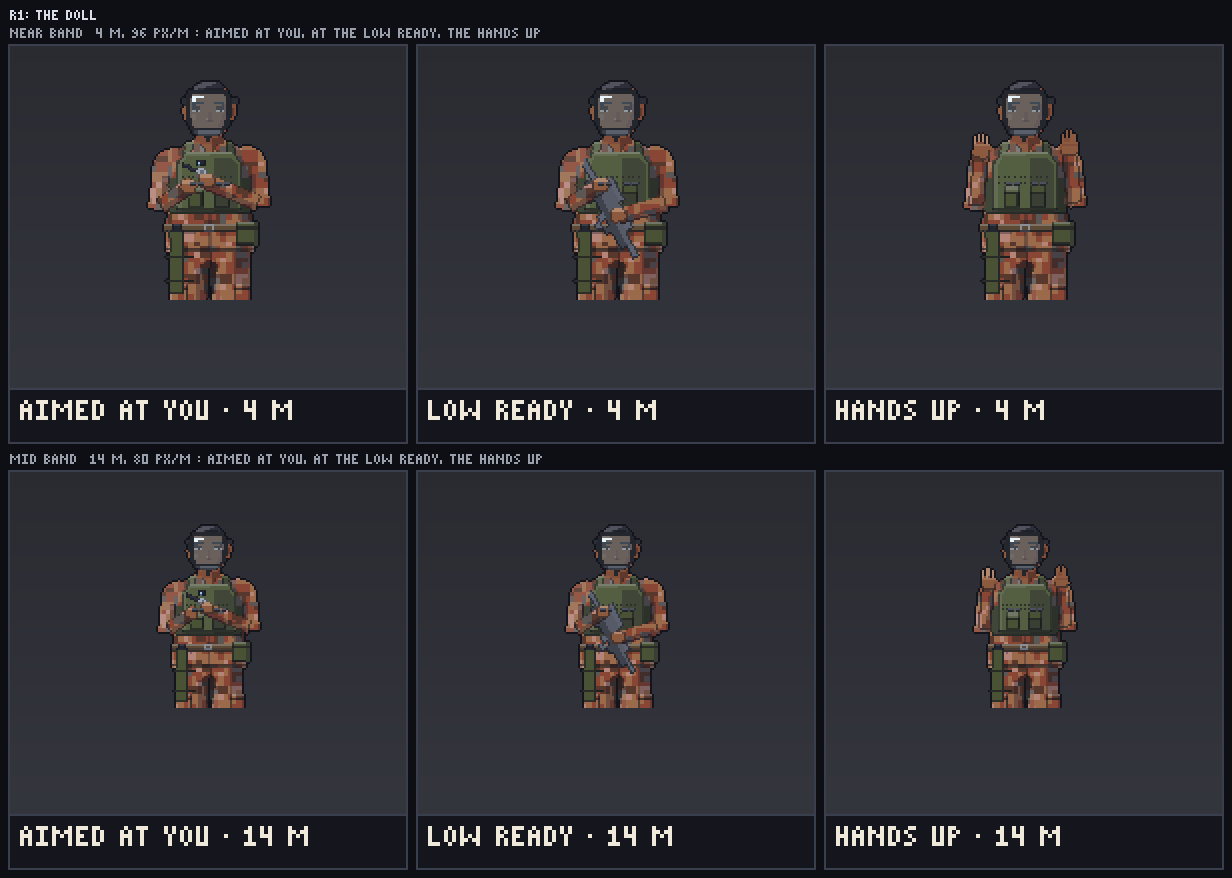 R1: THE DOLL
NEAR BAND 4 M, 96 PX/M : AIMED AT YOU, AT THE LOW READY, THE HANDS UP
AIMED AT YOU · 4 M
LOW READY · 4 M
HANDS UP · 4 M
MID BAND 14 M, 80 PX/M : AIMED AT YOU, AT THE LOW READY, THE HANDS UP
AIMED AT YOU · 14 M
LOW READY · 14 M
HANDS UP · 14 M